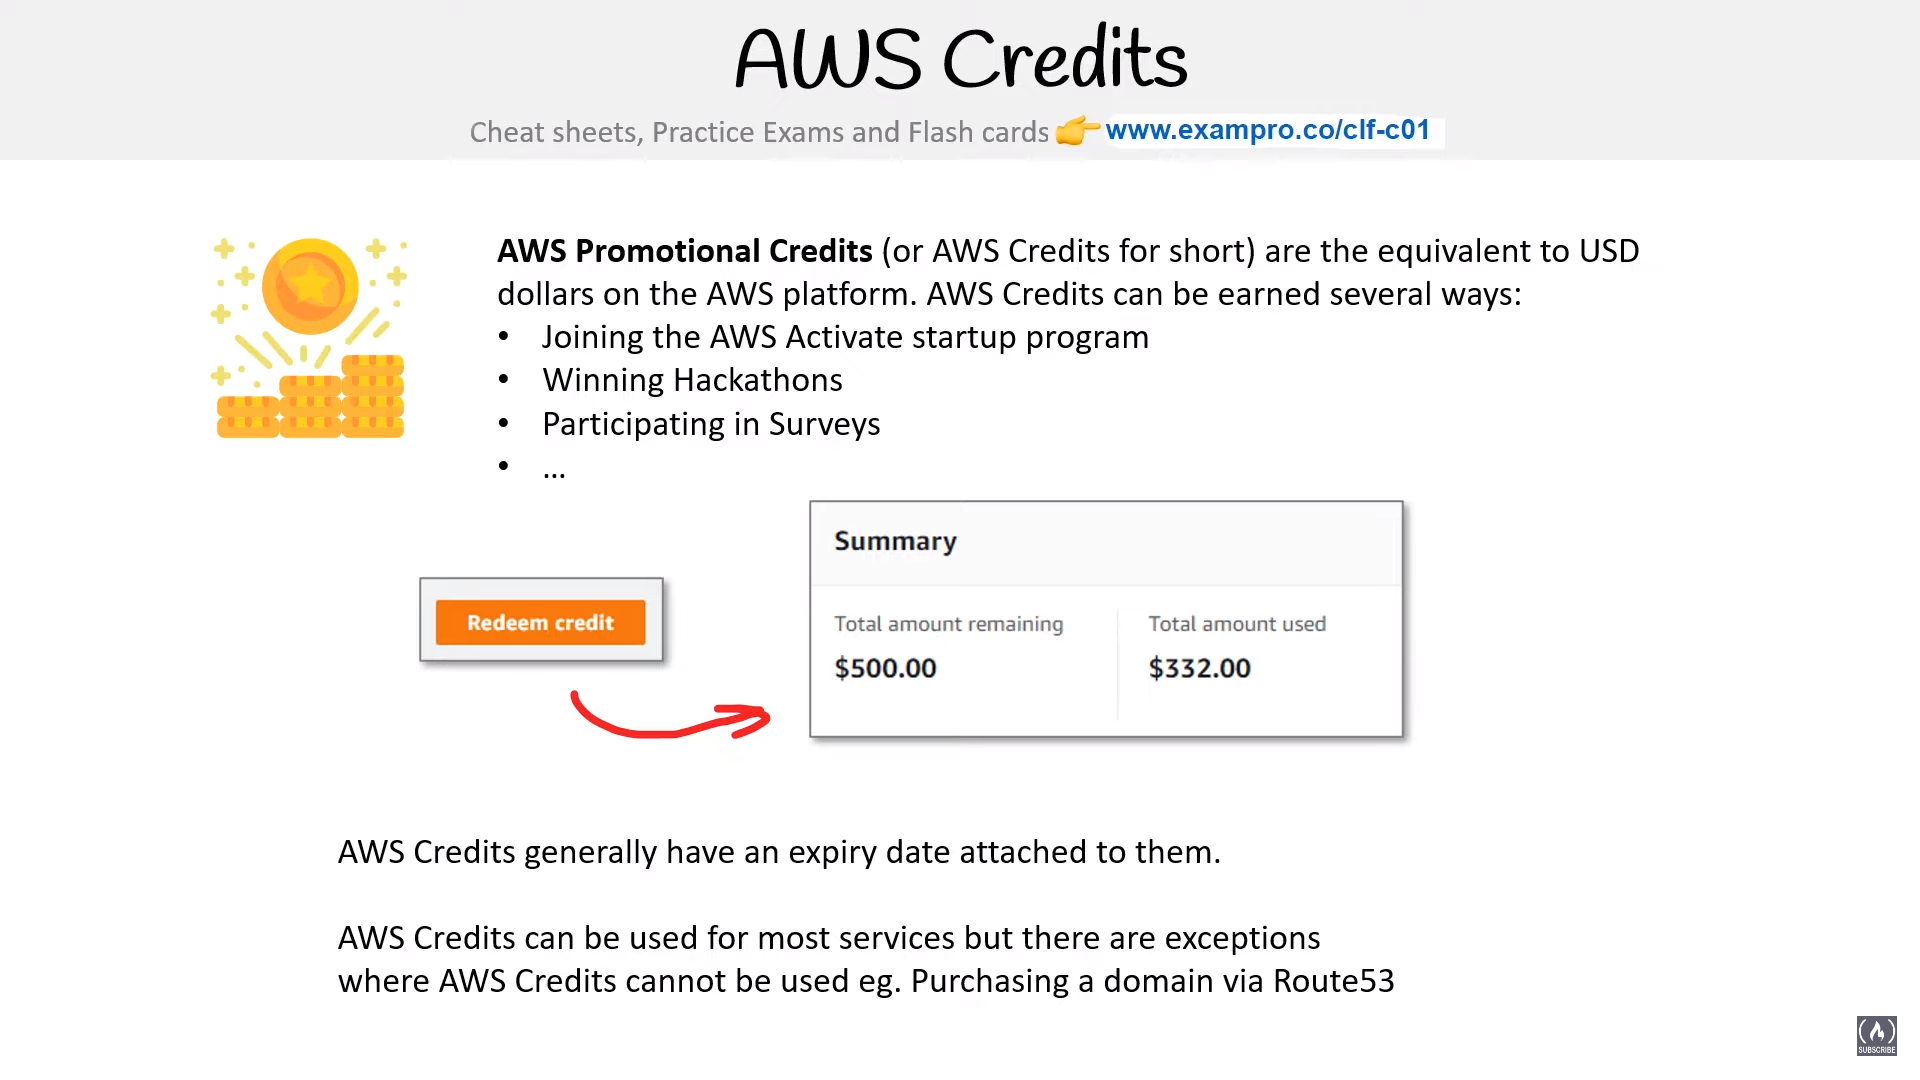 AWS Credits
Cheat sheets, Practice Exams and Flash cards 👉 www.exampro.co/clf-c01
AWS Promotional Credits (or AWS Credits for short) are the equivalent to USD
dollars on the AWS platform. AWS Credits can be earned several ways:
• Joining the AWS Activate startup program
• Winning Hackathons
• Participating in Surveys
• ...
Redeem credit
Summary
Total amount remaining
$500.00
Total amount used
$332.00
AWS Credits generally have an expiry date attached to them.
AWS Credits can be used for most services but there are exceptions
where AWS Credits cannot be used eg. Purchasing a domain via Route53
SUBSCRIBE